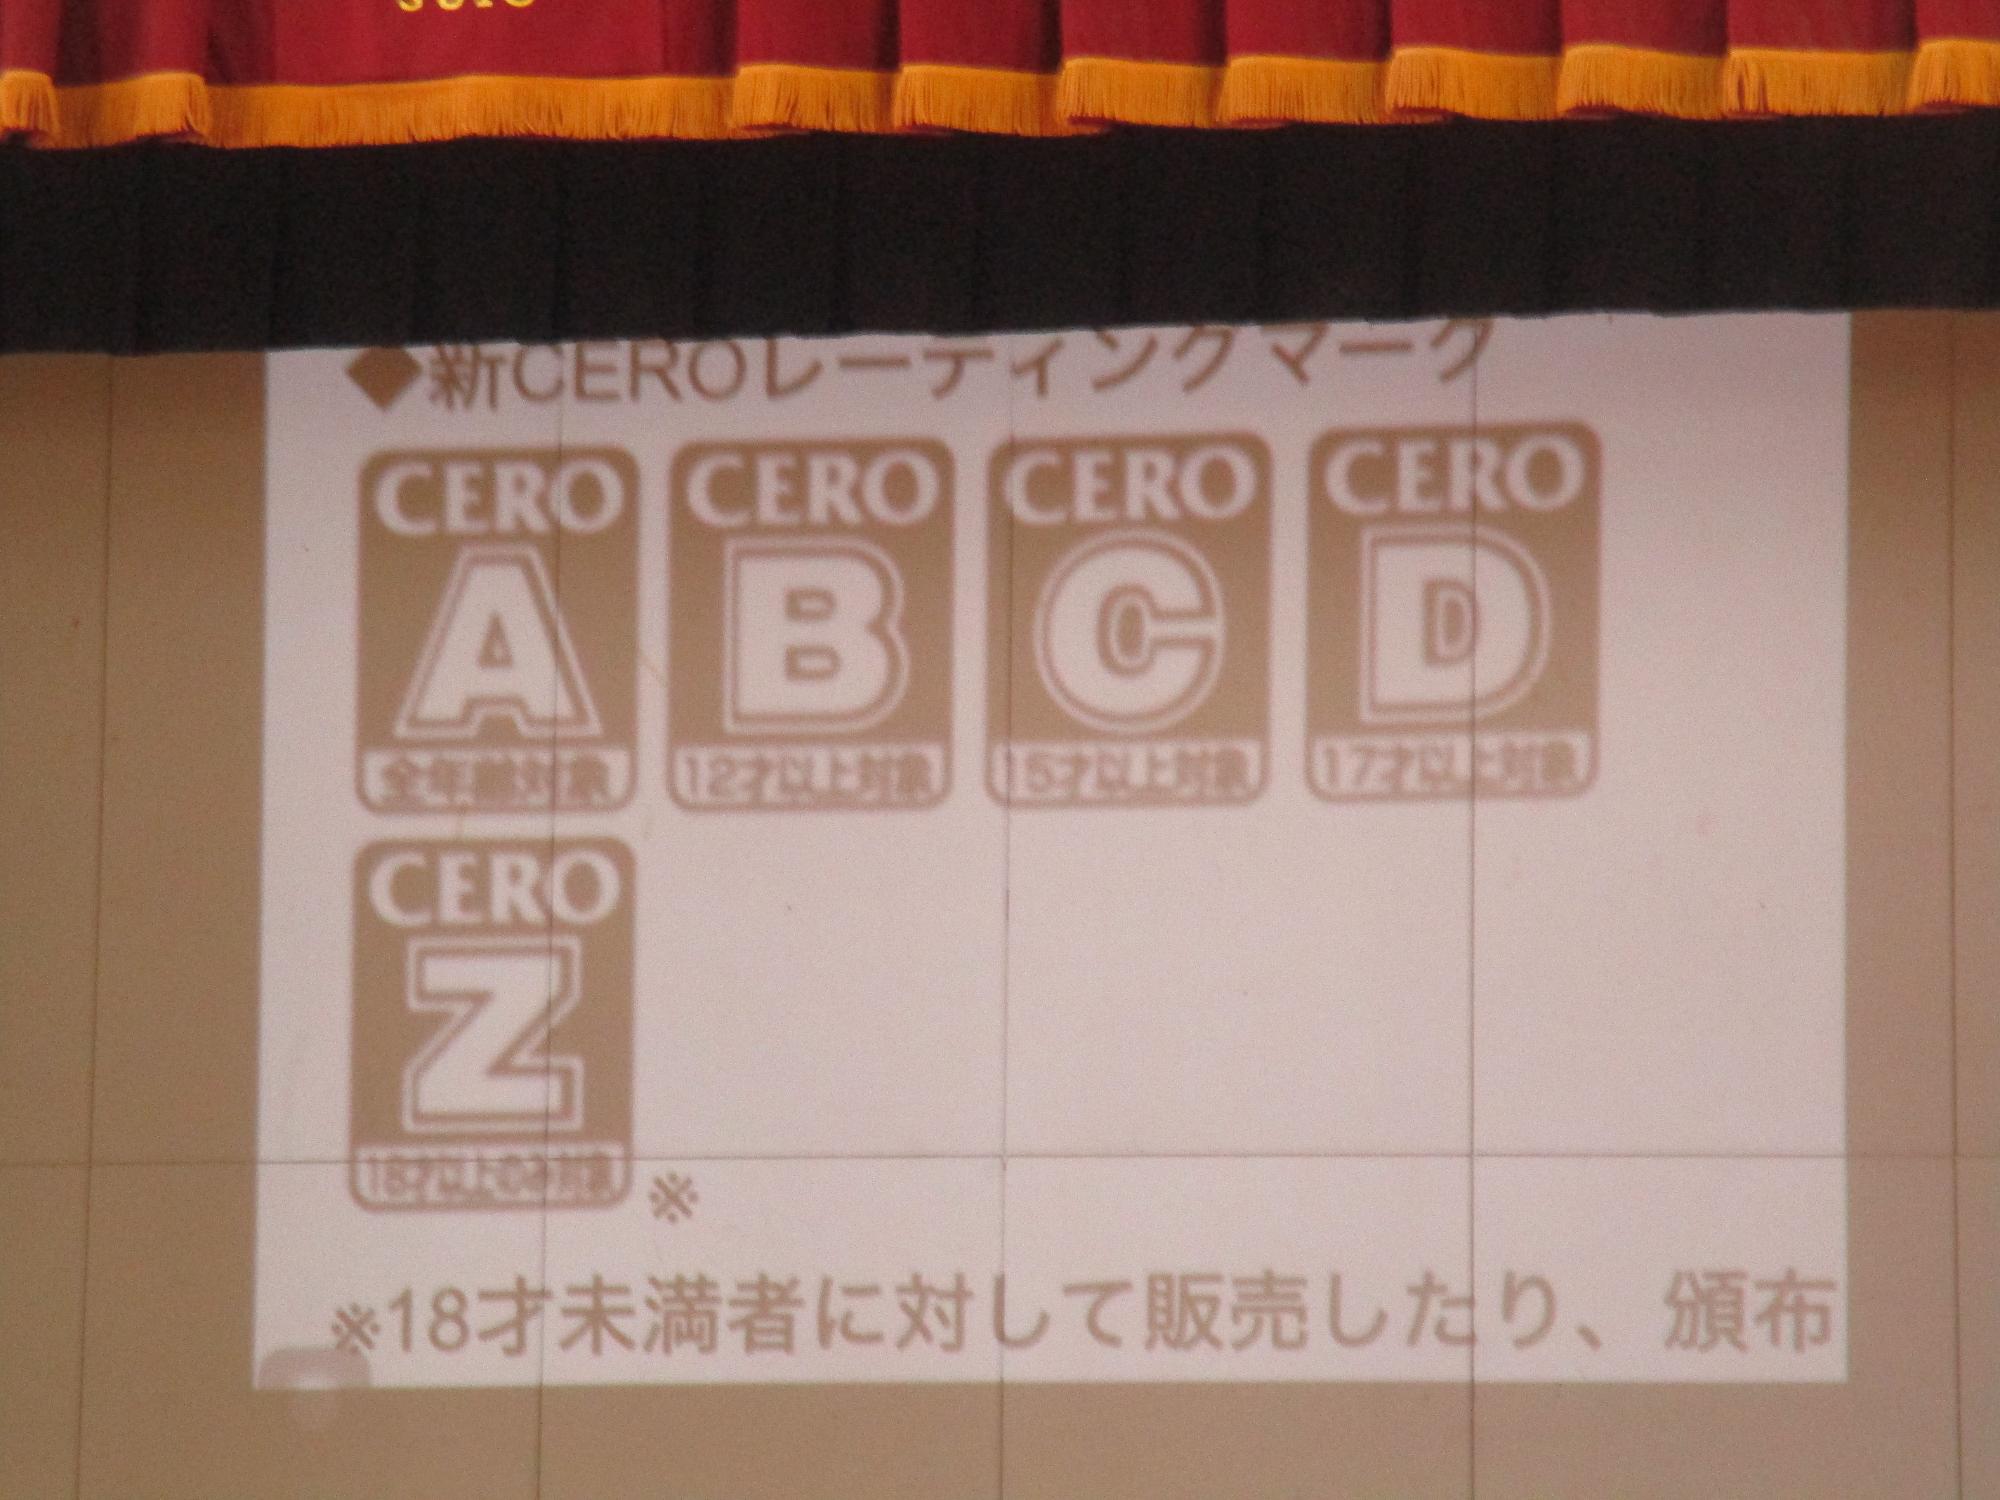 ◆新CEROレーティングマーク
CERO CERO CERO CERO
A B C D
全年齢対象 12才以上対象 15才以上対象 17才以上対象
CERO
Z
18才以上のみ対象 ※
※18才未満者に対して販売したり、頒布